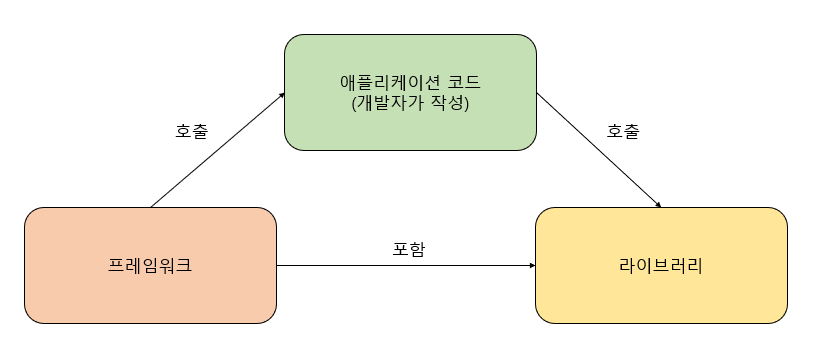 애플리케이션 코드
(개발자가 작성)
호출
호출
포함
프레임워크
라이브러리